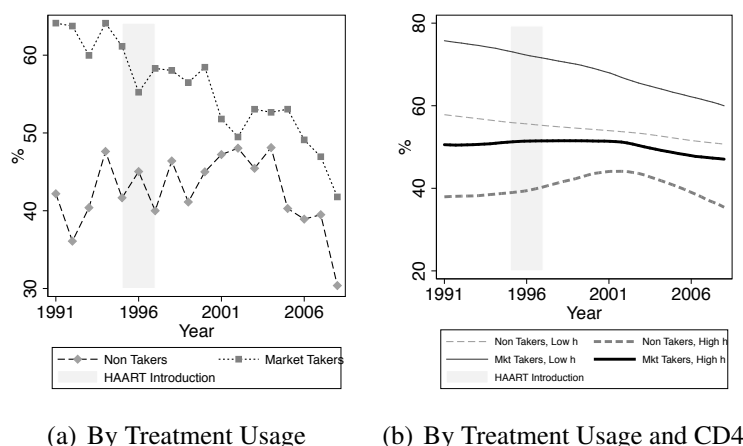 60
50
%
40
30
1991 1996 2001 2006
Year
Non Takers Market Takers
HAART Introduction
(a) By Treatment Usage
80
60
%
40
20
1991 1996 2001 2006
Year
Non Takers, Low h Non Takers, High h
Mkt Takers, Low h Mkt Takers, High h
HAART Introduction
(b) By Treatment Usage and CD4